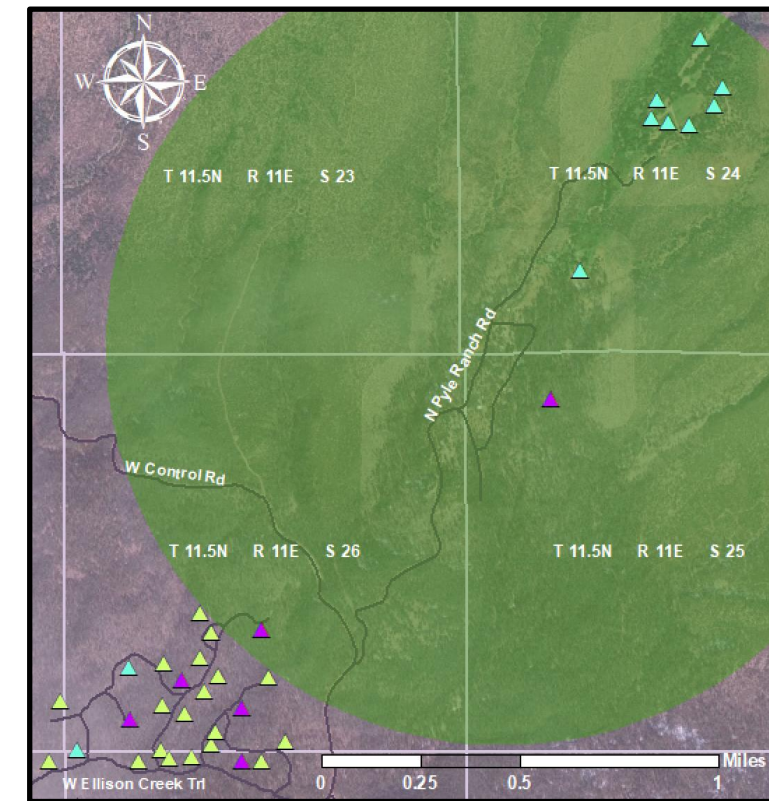 N
W E
S
T 11.5N R 11E S 23
T 11.5N R 11E S 24
N Pyle Ranch Rd
W Control Rd
T 11.5N R 11E S 26
T 11.5N R 11E S 25
W Ellison Creek Trl
Miles
0 0.25 0.5 1